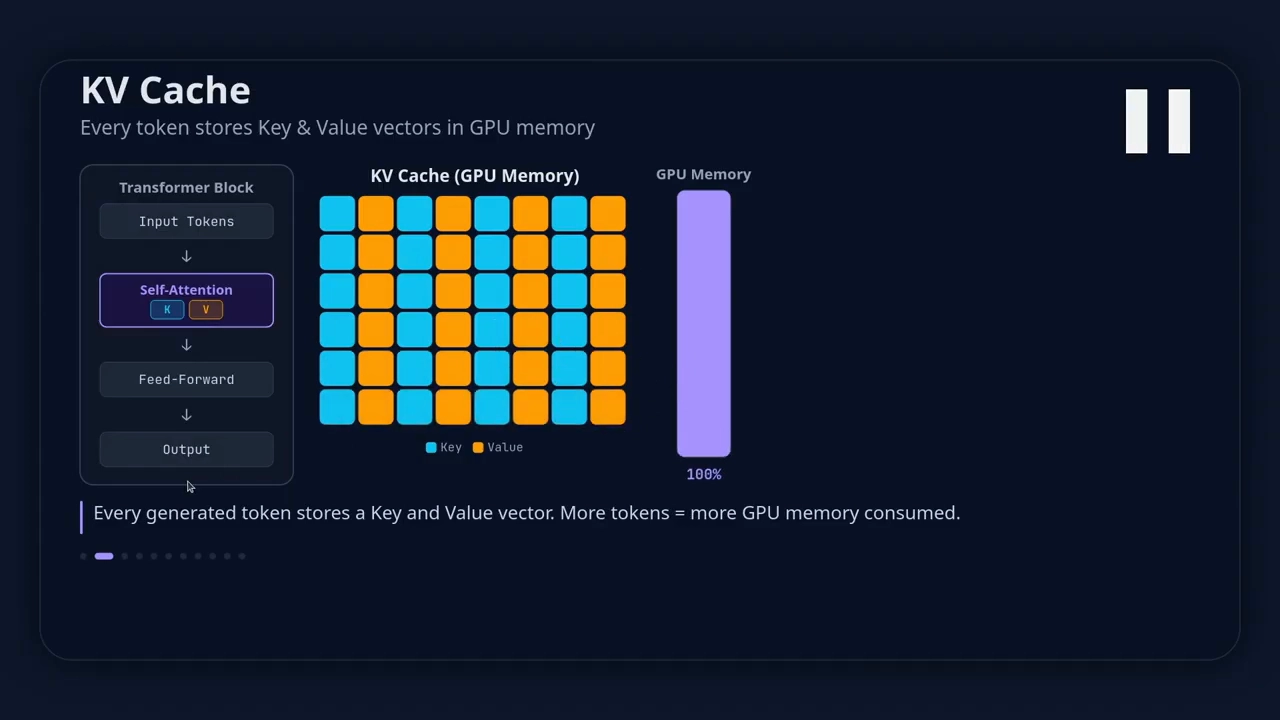 KV Cache
Every token stores Key & Value vectors in GPU memory
Transformer Block
Input Tokens
↓
Self-Attention
K V
↓
Feed-Forward
↓
Output
KV Cache (GPU Memory)
Key Value
GPU Memory
100%
Every generated token stores a Key and Value vector. More tokens = more GPU memory consumed.